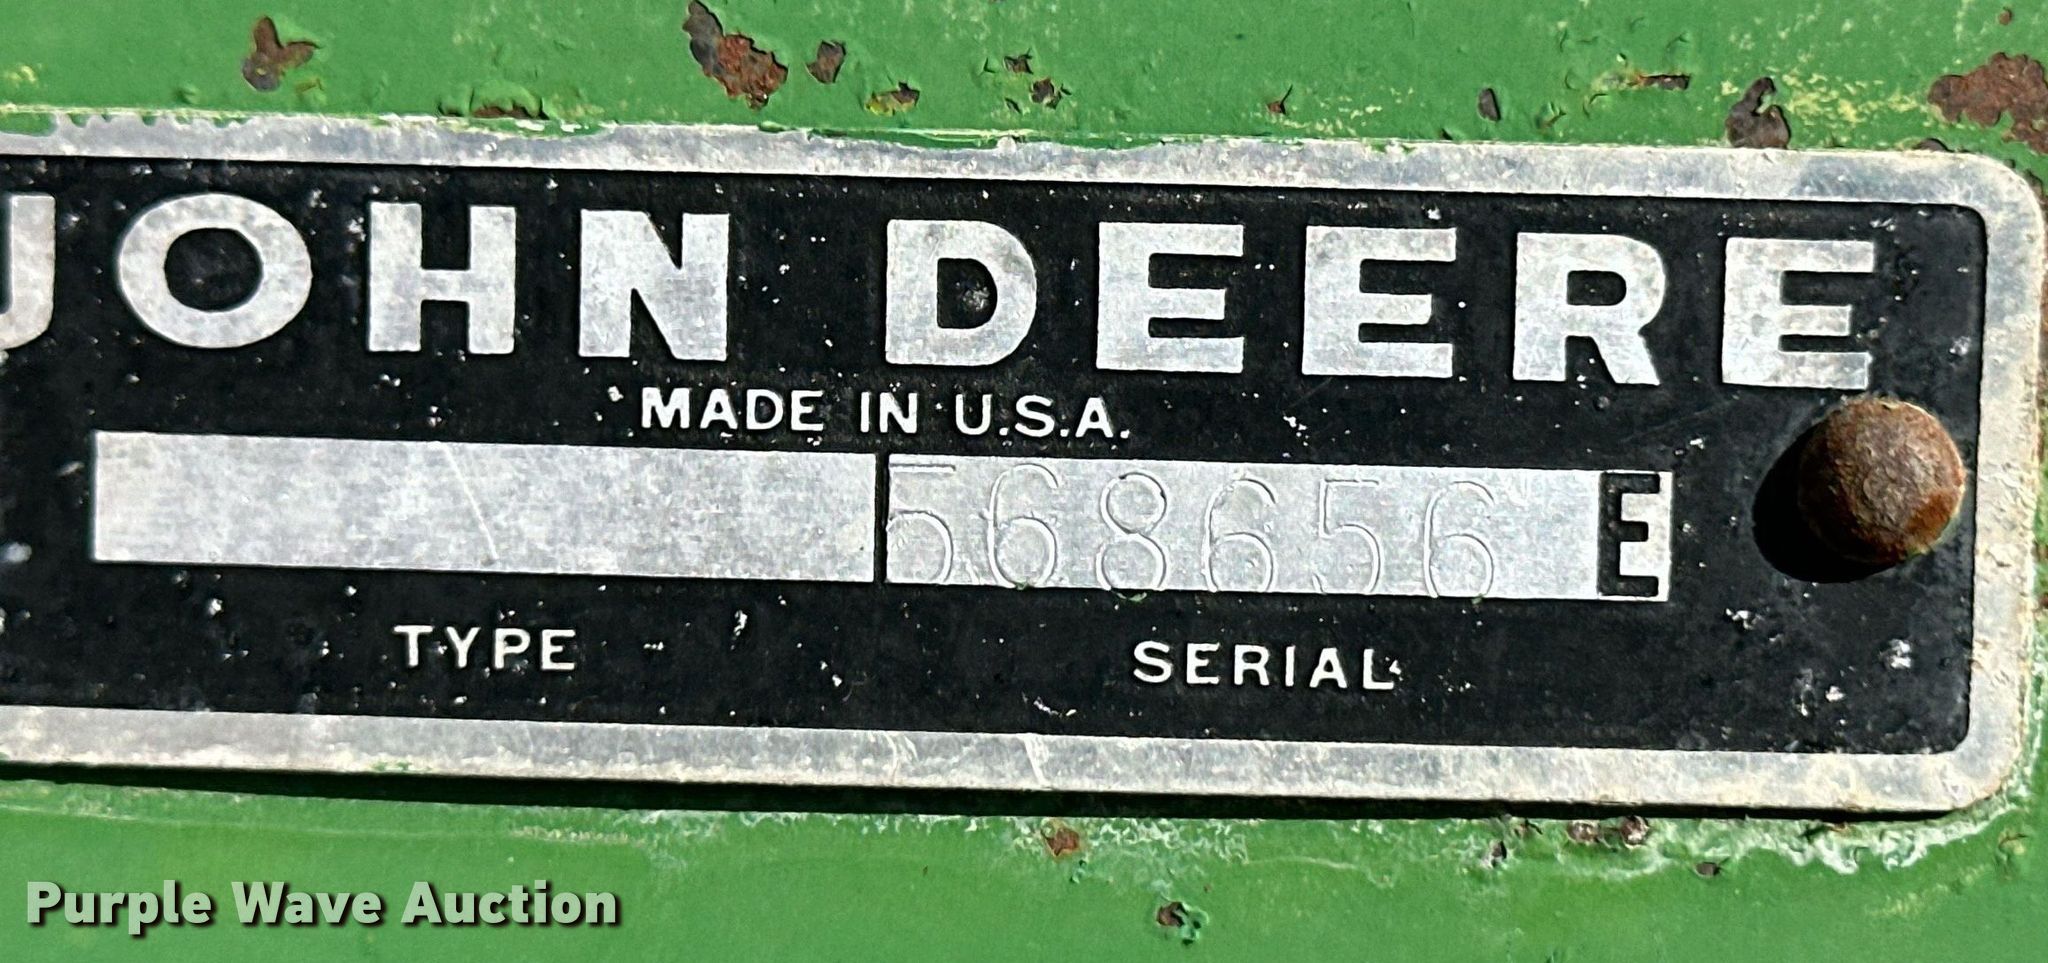 JOHN DEERE
MADE IN U.S.A.
568656 E
TYPE SERIAL
Purple Wave Auction